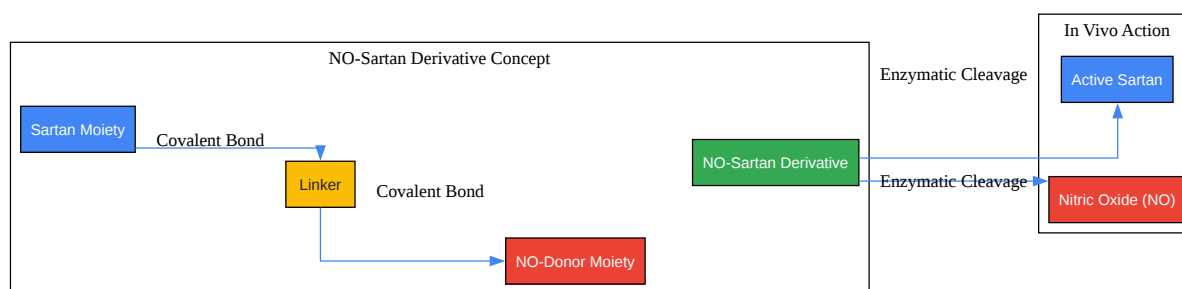 NO-Sartan Derivative Concept
Sartan Moiety
Covalent Bond
Linker
Covalent Bond
NO-Donor Moiety
NO-Sartan Derivative
Enzymatic Cleavage
Enzymatic Cleavage
In Vivo Action
Active Sartan
Nitric Oxide (NO)